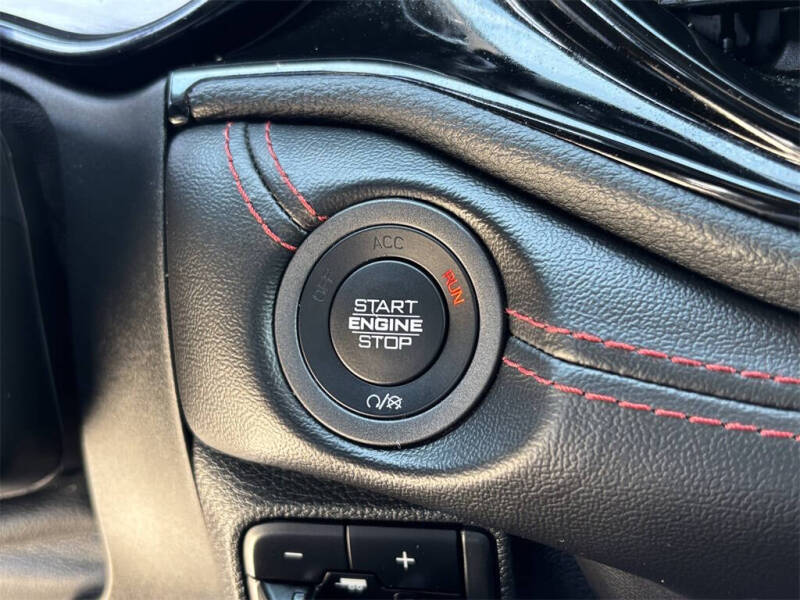 ACC
OFF
RUN
START
ENGINE
STOP
− +